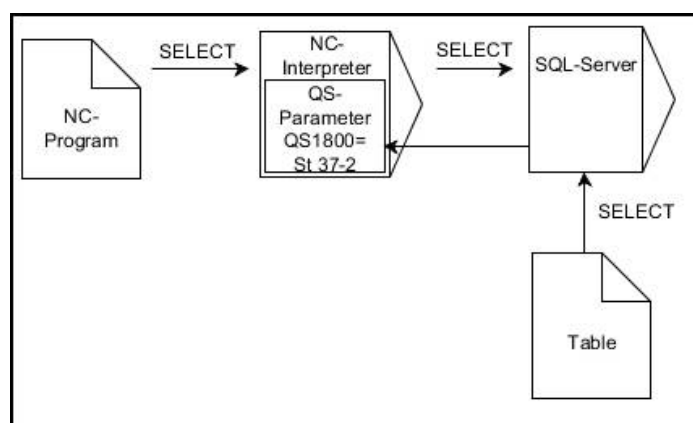 SELECT
NC-
Program
NC-
Interpreter
QS-
Parameter
QS1800=
St 37-2
SELECT
SQL-Server
SELECT
Table